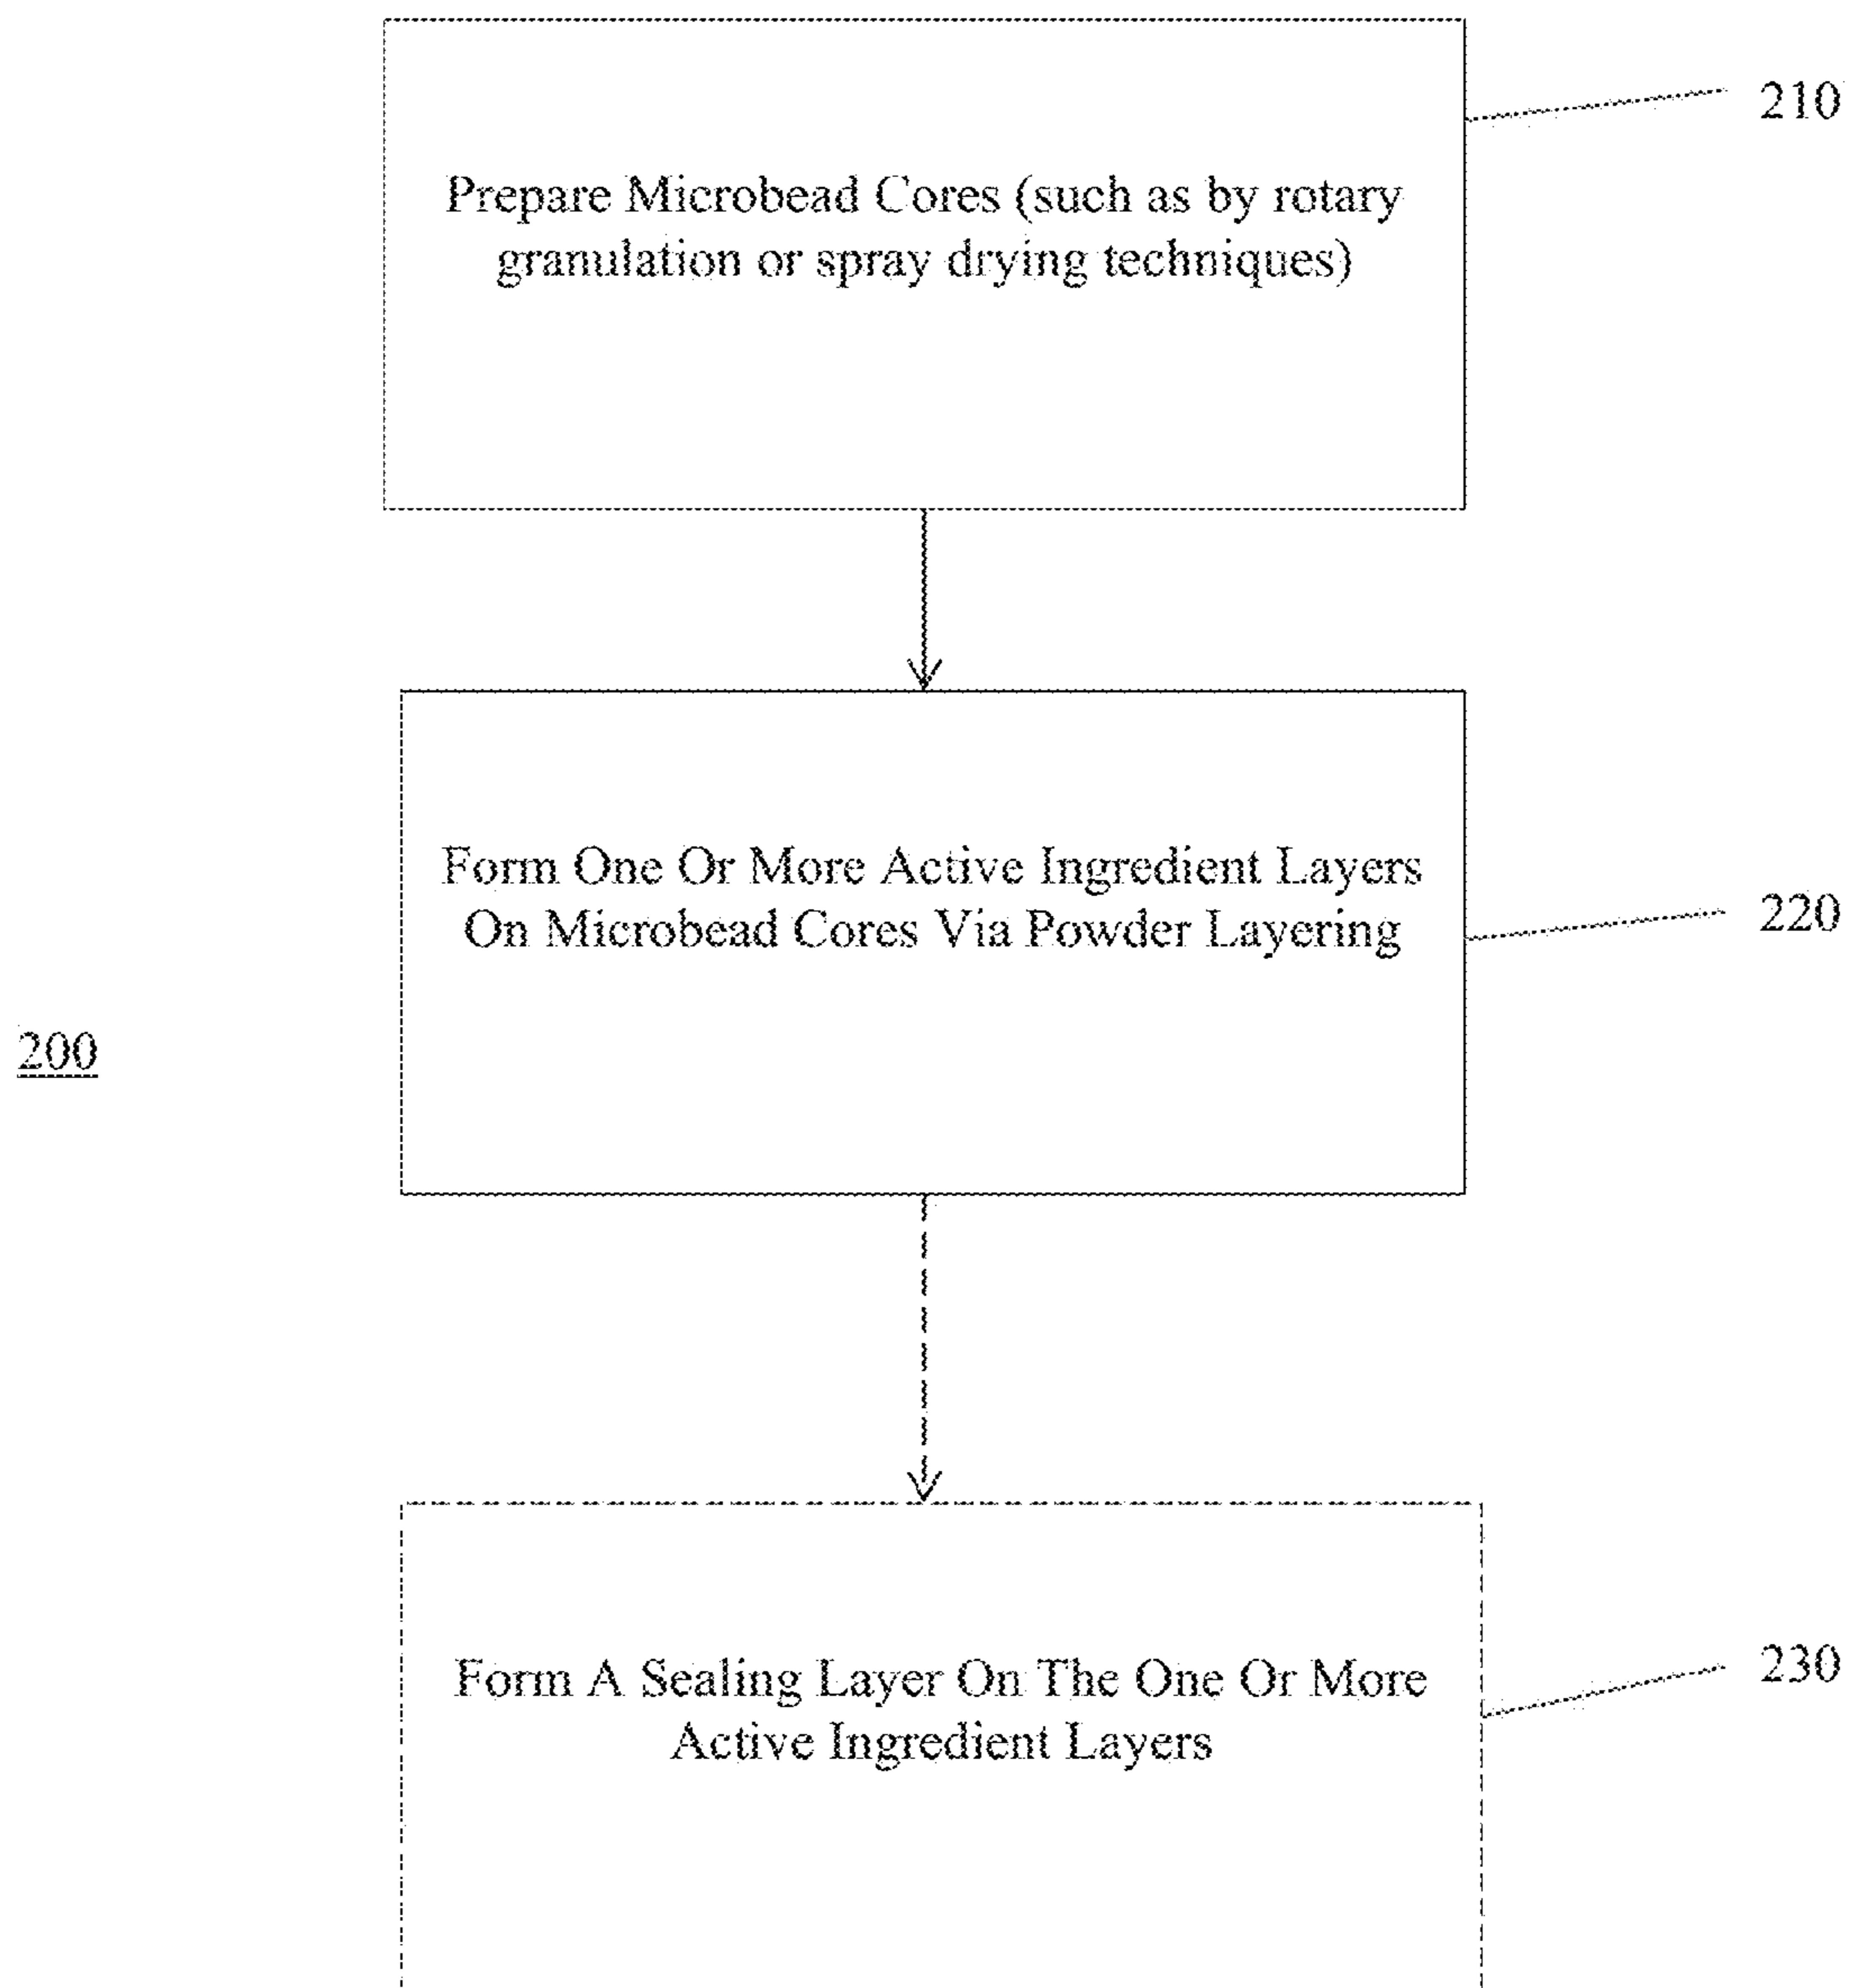 Prepare Microbead Cores (such as by rotary
granulation or spray drying techniques)
210
Form One Or More Active Ingredient Layers
On Microbead Cores Via Powder Layering
220
200
Form A Sealing Layer On The One Or More
Active Ingredient Layers
230